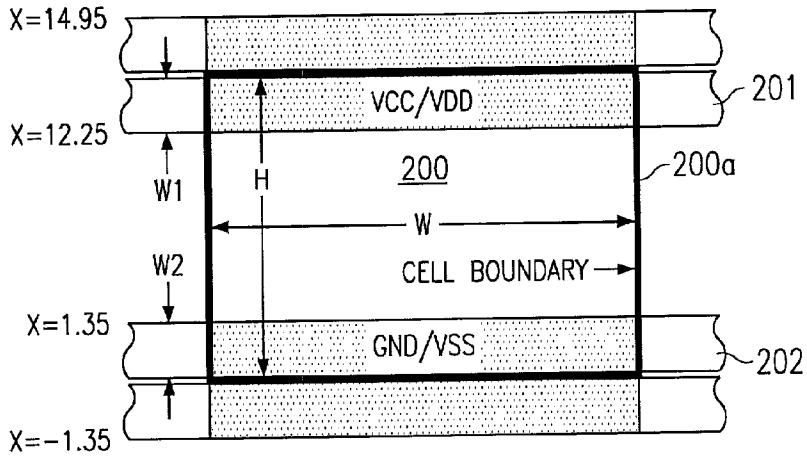 X=14.95
VCC/VDD
201
X=12.25
W1
H
200
200a
W
W2
CELL BOUNDARY
X=1.35
GND/VSS
202
X=-1.35